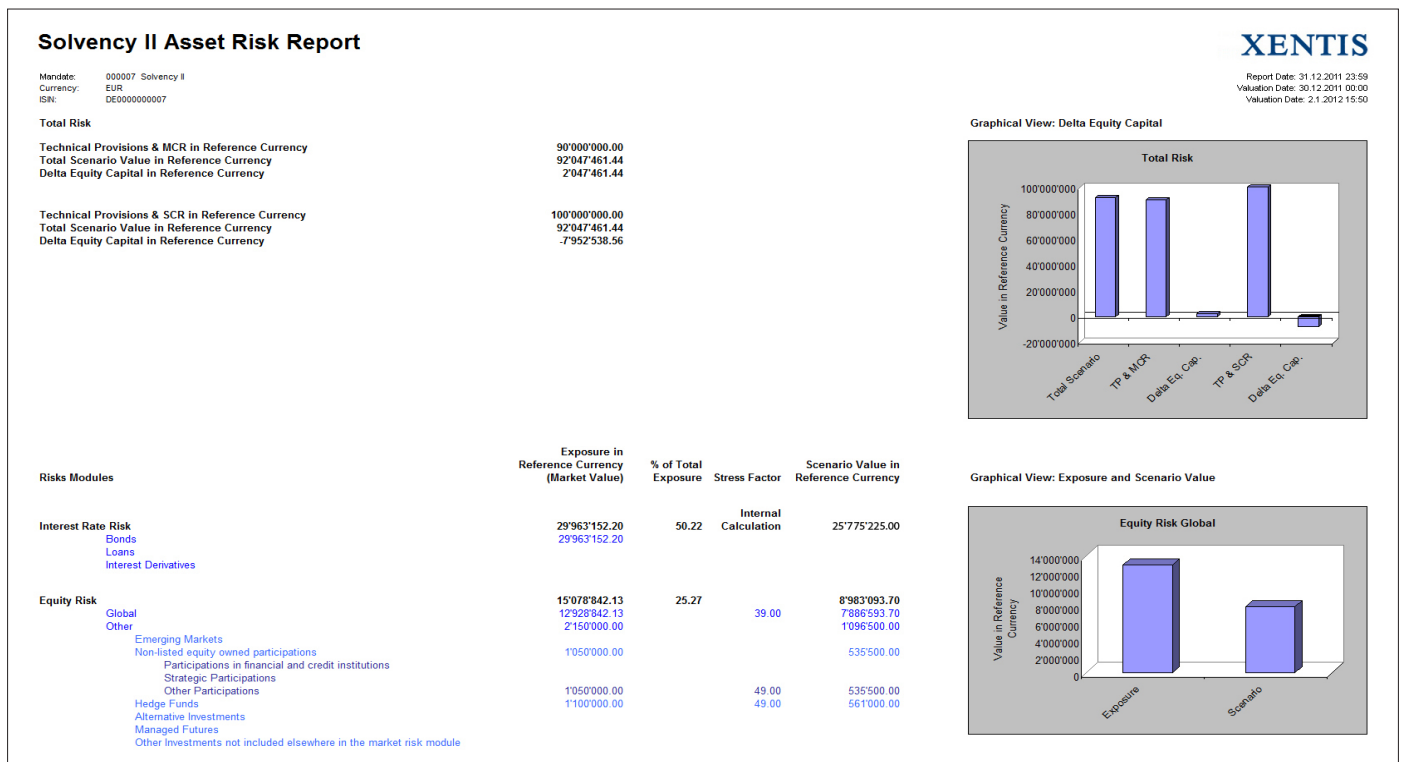 Solvency II Asset Risk Report
XENTIS
Mandate: 000007 Solvency II
Currency: EUR
ISIN: DE0000000007
Report Date: 31.12.2011 23:59
Valuation Date: 30.12.2011 00:00
Valuation Date: 2.1.2012 15:50
Total Risk
Technical Provisions & MCR in Reference Currency 90'000'000.00
Total Scenario Value in Reference Currency 92'047'461.44
Delta Equity Capital in Reference Currency 2'047'461.44
Technical Provisions & SCR in Reference Currency 100'000'000.00
Total Scenario Value in Reference Currency 92'047'461.44
Delta Equity Capital in Reference Currency -7'952'538.56
Graphical View: Delta Equity Capital
Total Risk
Value in Reference Currency
100'000'000
80'000'000
60'000'000
40'000'000
20'000'000
0
-20'000'000
Total Scenario
TP & MCR
Delta Eq. Cap.
TP & SCR
Delta Eq. Cap.
Risks Modules
Exposure in
Reference Currency
(Market Value)
% of Total
Exposure
Stress Factor
Scenario Value in
Reference Currency
Internal
Interest Rate Risk 29'963'152.20 50.22 Calculation 25'775'225.00
Bonds 29'963'152.20
Loans
Interest Derivatives
Equity Risk 15'078'842.13 25.27 8'983'093.70
Global 12'928'842.13 39.00 7'886'593.70
Other 2'150'000.00 1'096'500.00
Emerging Markets
Non-listed equity owned participations 1'050'000.00 535'500.00
Participations in financial and credit institutions
Strategic Participations
Other Participations 1'050'000.00 49.00 535'500.00
Hedge Funds 1'100'000.00 49.00 561'000.00
Alternative Investments
Managed Futures
Other Investments not included elsewhere in the market risk module
Graphical View: Exposure and Scenario Value
Equity Risk Global
Value in Reference
Currency
14'000'000
12'000'000
10'000'000
8'000'000
6'000'000
4'000'000
2'000'000
0
Exposure
Scenario